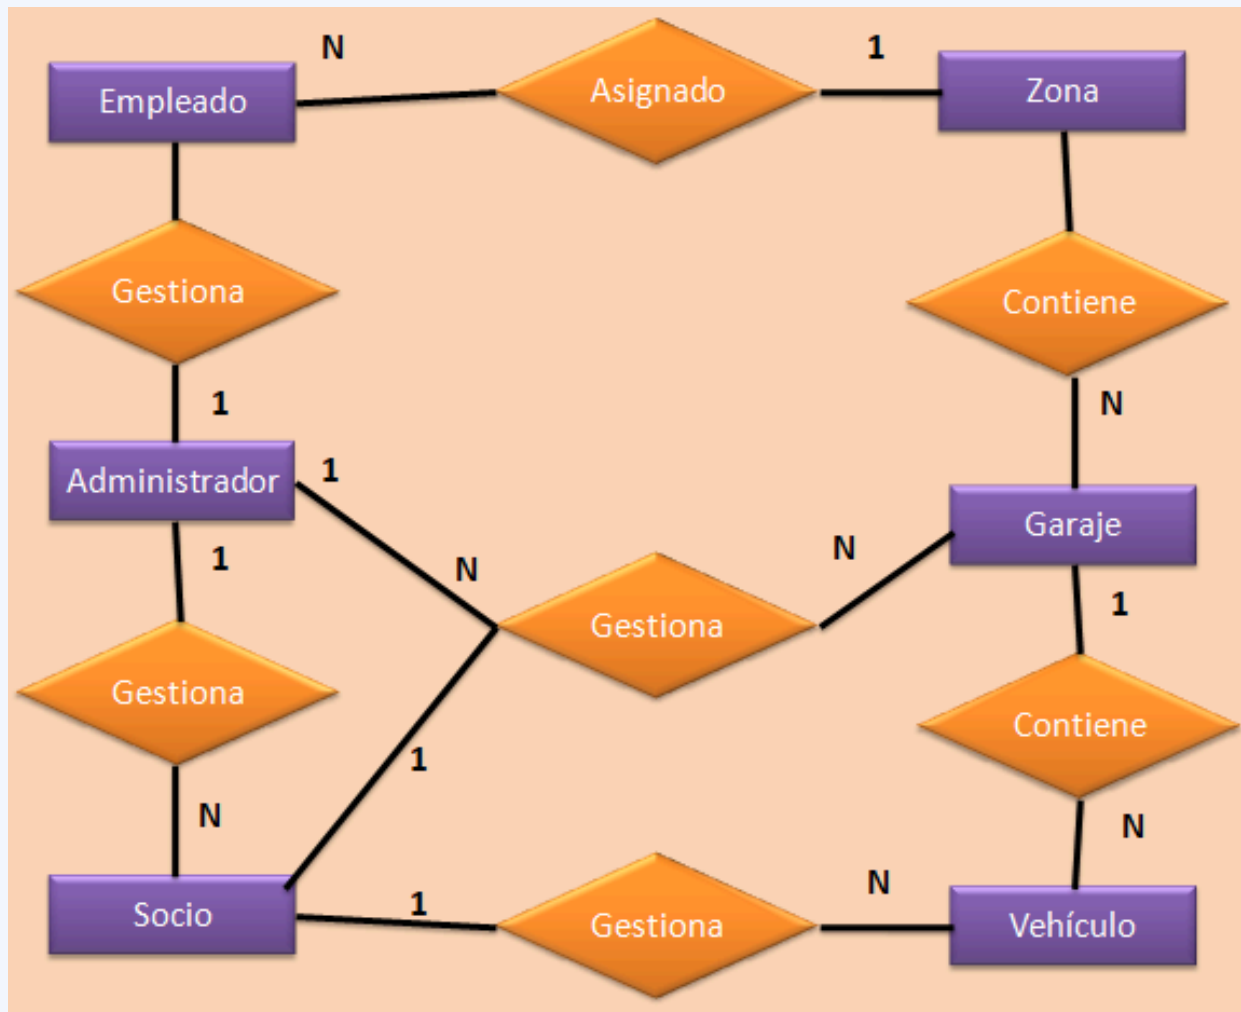 N
1
Empleado
Asignado
Zona
Gestiona
Contiene
1
N
Administrador
1
Garaje
1
N
N
1
Gestiona
Gestiona
Contiene
1
N
N
Socio
1
Gestiona
N
Vehículo